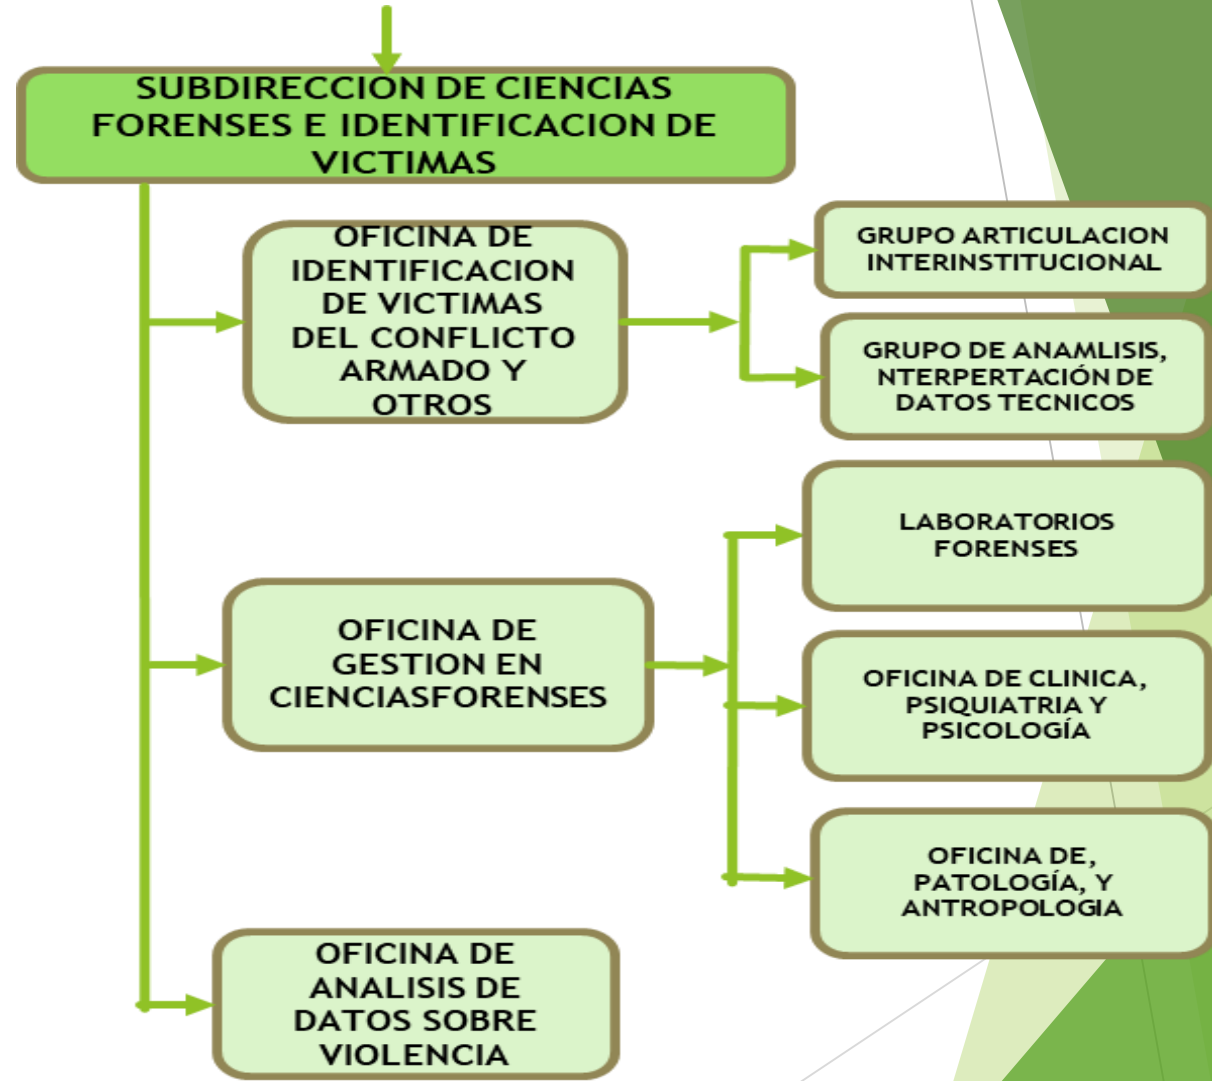 SUBDIRECCION DE CIENCIAS
FORENSES E IDENTIFICACION DE
VICTIMAS
OFICINA DE
IDENTIFICACION
DE VICTIMAS
DEL CONFLICTO
ARMADO Y
OTROS
GRUPO ARTICULACION
INTERINSTITUCIONAL
GRUPO DE ANAMLISIS,
NTERPERTACIÓN DE
DATOS TECNICOS
OFICINA DE
GESTION EN
CIENCIASFORENSES
LABORATORIOS
FORENSES
OFICINA DE CLINICA,
PSIQUIATRIA Y
PSICOLOGÍA
OFICINA DE,
PATOLOGÍA, Y
ANTROPOLOGIA
OFICINA DE
ANALISIS DE
DATOS SOBRE
VIOLENCIA